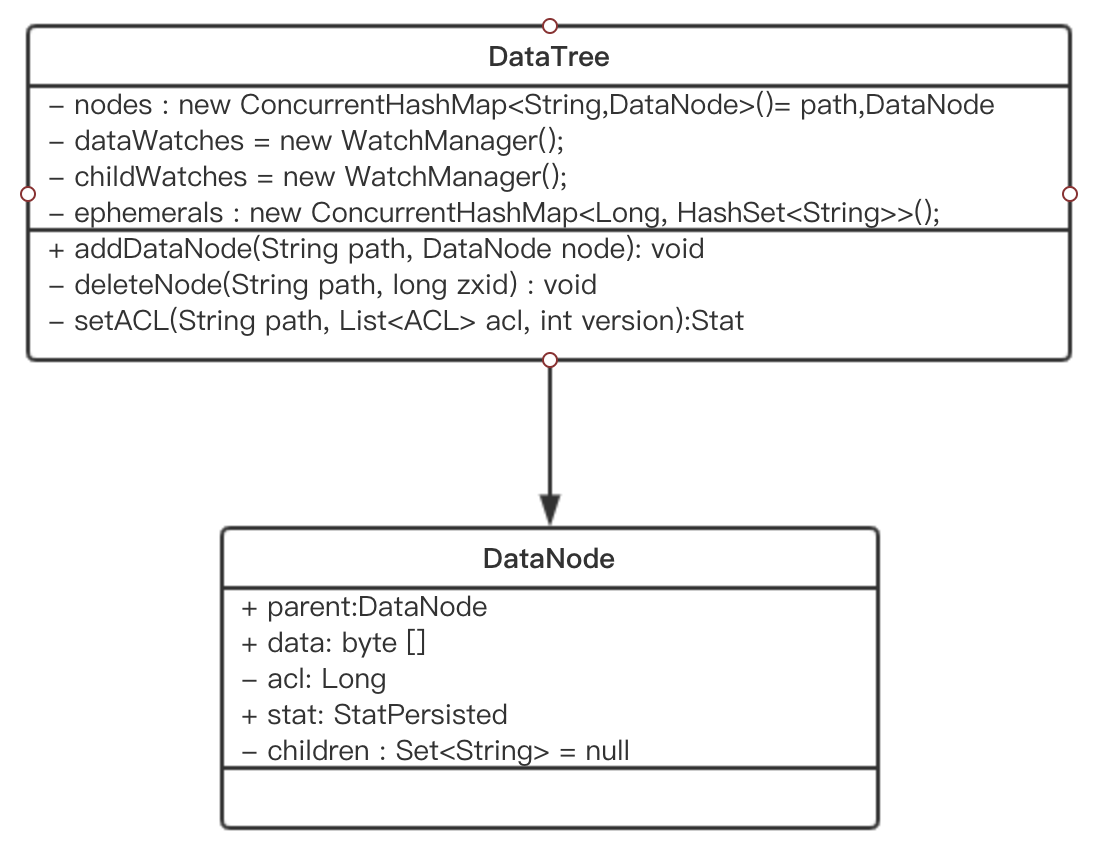 DataTree
– nodes : new ConcurrentHashMap<String,DataNode>()= path,DataNode
– dataWatches = new WatchManager();
– childWatches = new WatchManager();
– ephemerals : new ConcurrentHashMap<Long, HashSet<String>>();
+ addDataNode(String path, DataNode node): void
– deleteNode(String path, long zxid) : void
– setACL(String path, List<ACL> acl, int version):Stat
DataNode
+ parent:DataNode
+ data: byte []
– acl: Long
+ stat: StatPersisted
– children : Set<String> = null